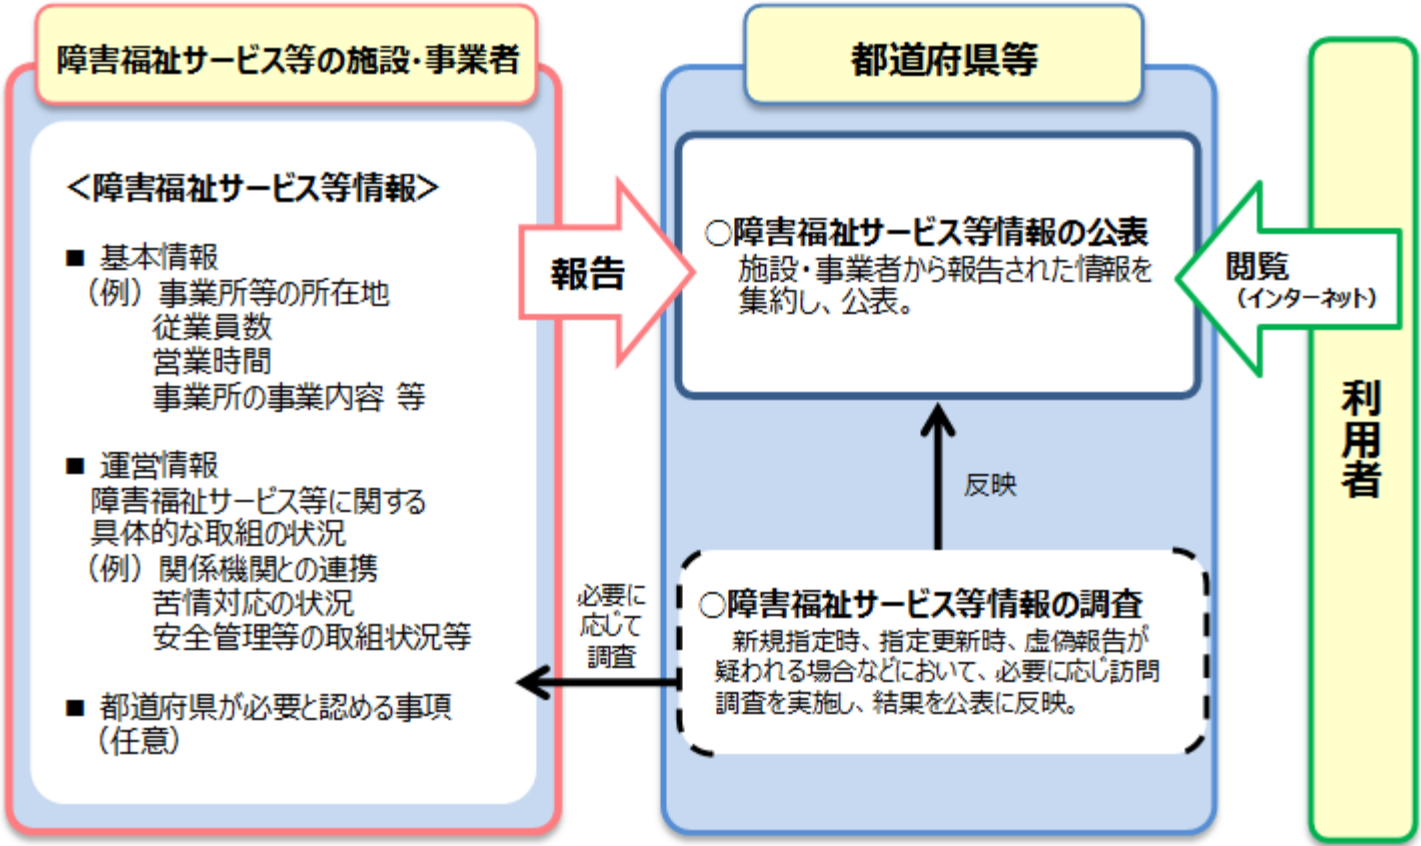 障害福祉サービス等の施設・事業者
＜障害福祉サービス等情報＞
■ 基本情報
（例）事業所等の所在地
従業員数
営業時間
事業所の事業内容 等
■ 運営情報
障害福祉サービス等に関する
具体的な取組の状況
（例）関係機関との連携
苦情対応の状況
安全管理等の取組状況等
■ 都道府県が必要と認める事項
（任意）
報告
必要に
応じて
調査
都道府県等
○障害福祉サービス等情報の公表
施設・事業者から報告された情報を
集約し、公表。
反映
○障害福祉サービス等情報の調査
新規指定時、指定更新時、虚偽報告が
疑われる場合などにおいて、必要に応じ訪問
調査を実施し、結果を公表に反映。
閲覧
（インターネット）
利用者